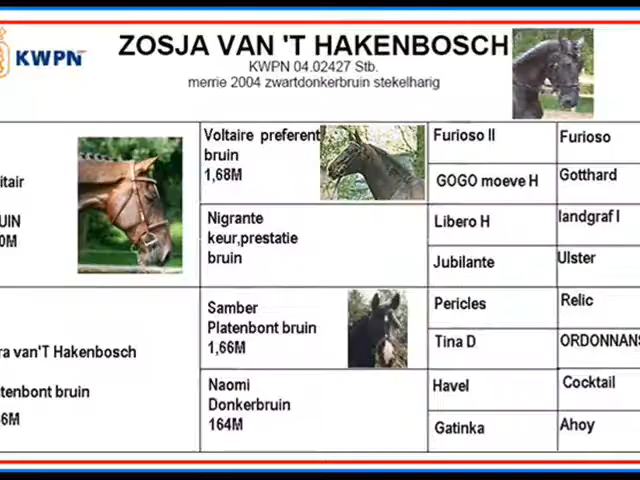 ZOSJA VAN 'T HAKENBOSCH
KWPN
KWPN 04.02427 Stb.
merrie 2004 zwartdonkerbruin stekelharig
itair
UIN
0M
Voltaire preferent
bruin
1,68M
Nigrante
keur,prestatie
bruin
Furioso II
GOGO moeve H
Libero H
Jubilante
Furioso
Gotthard
landgraf I
Ulster
ra van'T Hakenbosch
tenbont bruin
6M
Samber
Platenbont bruin
1,66M
Naomi
Donkerbruin
164M
Pericles
Tina D
Havel
Gatinka
Relic
ORDONNANS
Cocktail
Ahoy